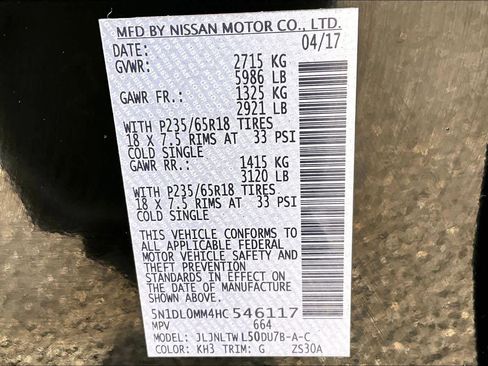 MFD BY NISSAN MOTOR CO., LTD.
DATE: 04/17
GVWR: 2715 KG
5986 LB
GAWR FR.: 1325 KG
2921 LB
WITH P235/65R18 TIRES
18 X 7.5 RIMS AT 33 PSI
COLD SINGLE
GAWR RR.: 1415 KG
3120 LB
WITH P235/65R18 TIRES
18 X 7.5 RIMS AT 33 PSI
COLD SINGLE
THIS VEHICLE CONFORMS TO
ALL APPLICABLE FEDERAL
MOTOR VEHICLE SAFETY AND
THEFT PREVENTION
STANDARDS IN EFFECT ON
THE DATE OF MANUFACTURE
SHOWN ABOVE.
5N1DL0MM4HC546117
MPV 664
MODEL: JLJNLTWL50DU7B-A-C
COLOR: KH3 TRIM: G ZS30A